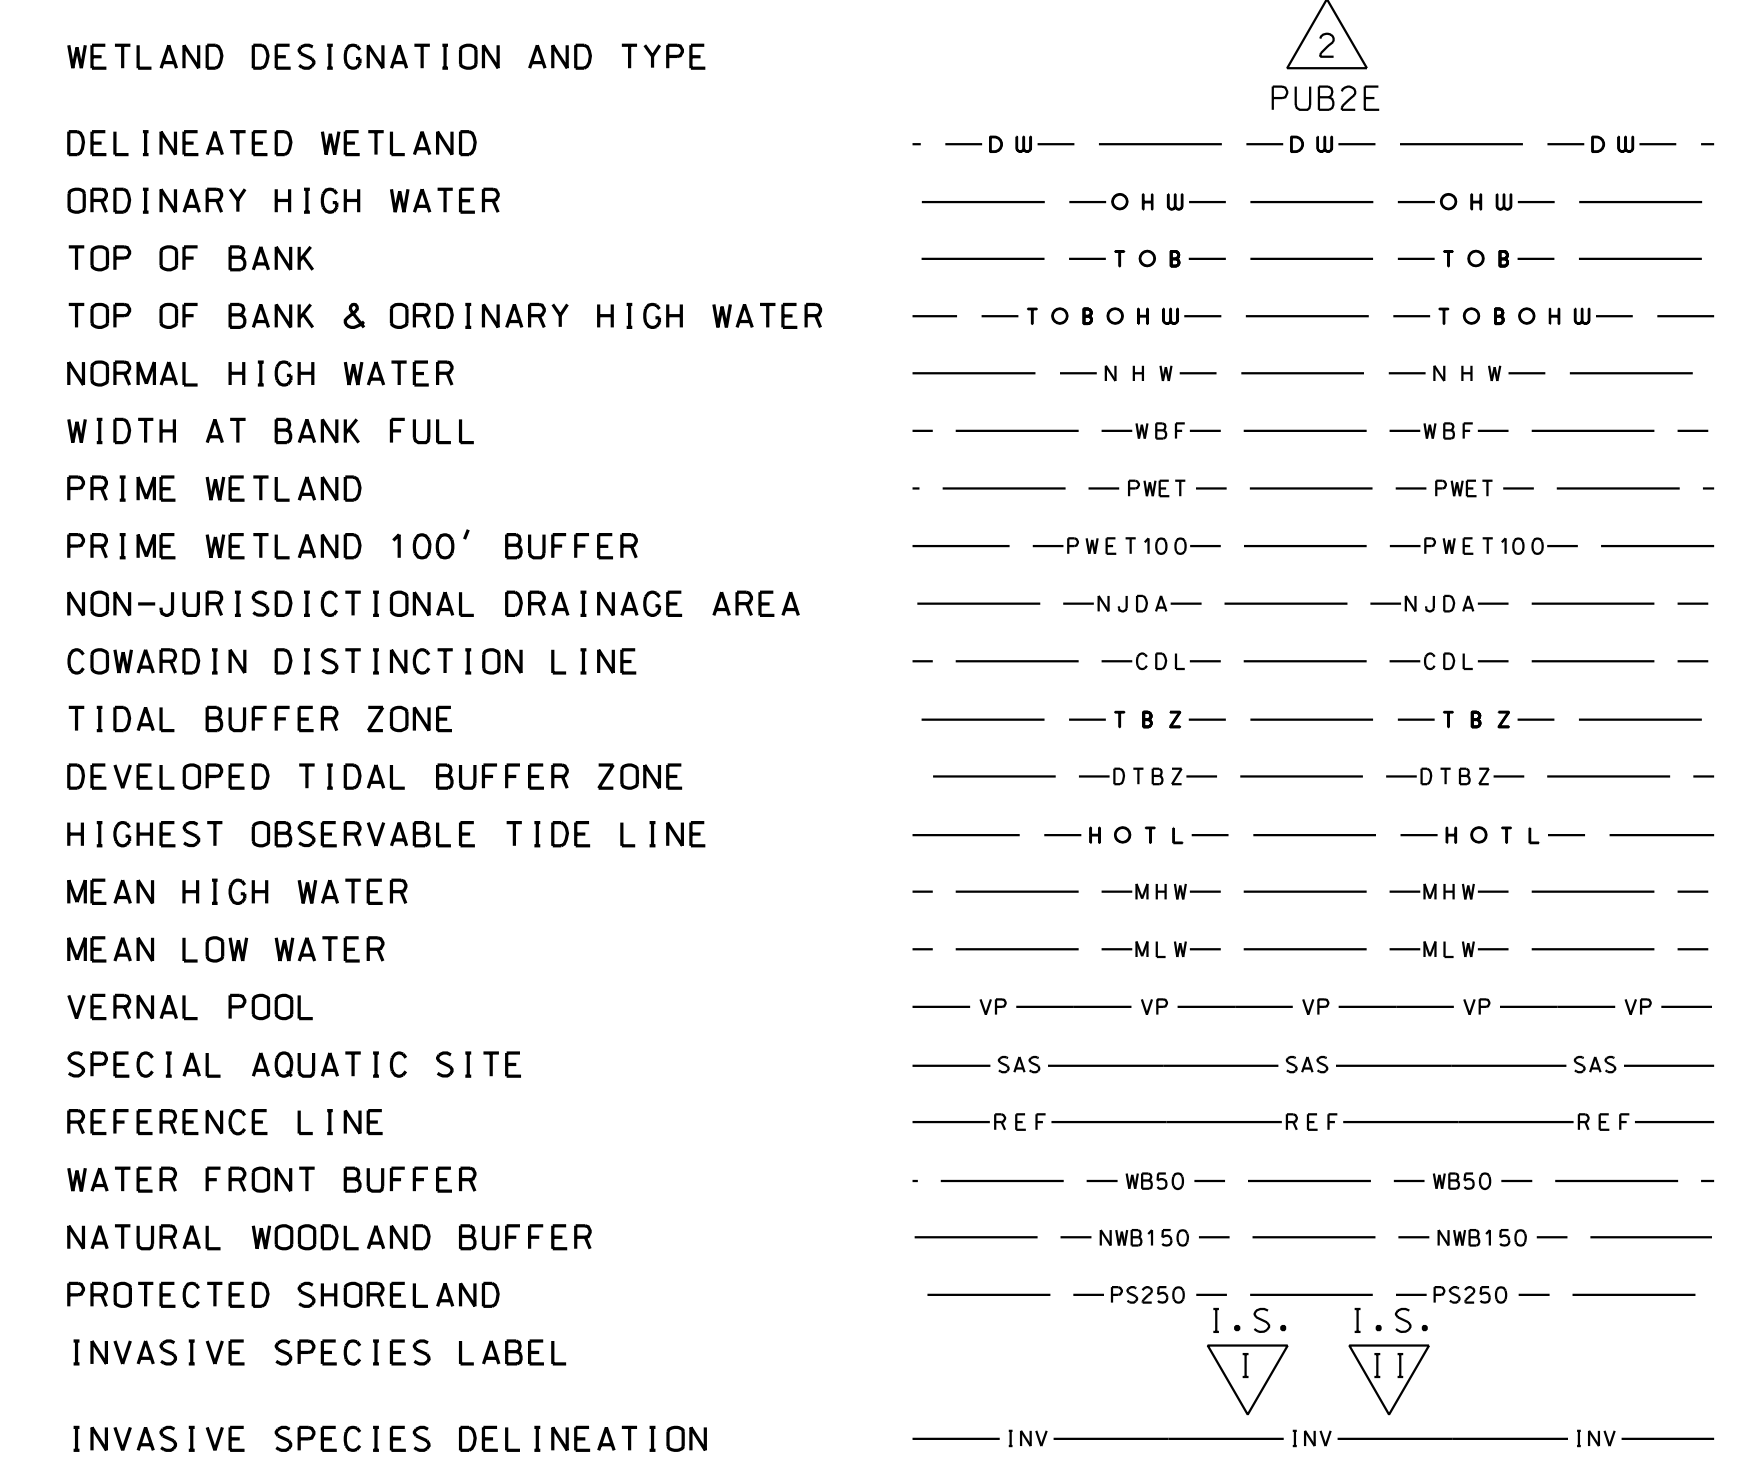 2
WETLAND DESIGNATION AND TYPE
PUB2E
DELINEATED WETLAND DW DW DW
ORDINARY HIGH WATER OHW OHW
TOP OF BANK TOB TOB
TOP OF BANK & ORDINARY HIGH WATER TOBOHW TOBOHW
NORMAL HIGH WATER NHW NHW
WIDTH AT BANK FULL WBF WBF
PRIME WETLAND PWET PWET
PRIME WETLAND 100' BUFFER PWET100 PWET100
NON-JURISDICTIONAL DRAINAGE AREA NJDA NJDA
COWARDIN DISTINCTION LINE CDL CDL
TIDAL BUFFER ZONE TBZ TBZ
DEVELOPED TIDAL BUFFER ZONE DTBZ DTBZ
HIGHEST OBSERVABLE TIDE LINE HOTL HOTL
MEAN HIGH WATER MHW MHW
MEAN LOW WATER MLW MLW
VERNAL POOL VP VP VP VP VP
SPECIAL AQUATIC SITE SAS SAS SAS
REFERENCE LINE REF REF REF
WATER FRONT BUFFER WB50 WB50
NATURAL WOODLAND BUFFER NWB150 NWB150
PROTECTED SHORELAND PS250 PS250
I.S. I.S.
INVASIVE SPECIES LABEL I II
INVASIVE SPECIES DELINEATION INV INV INV